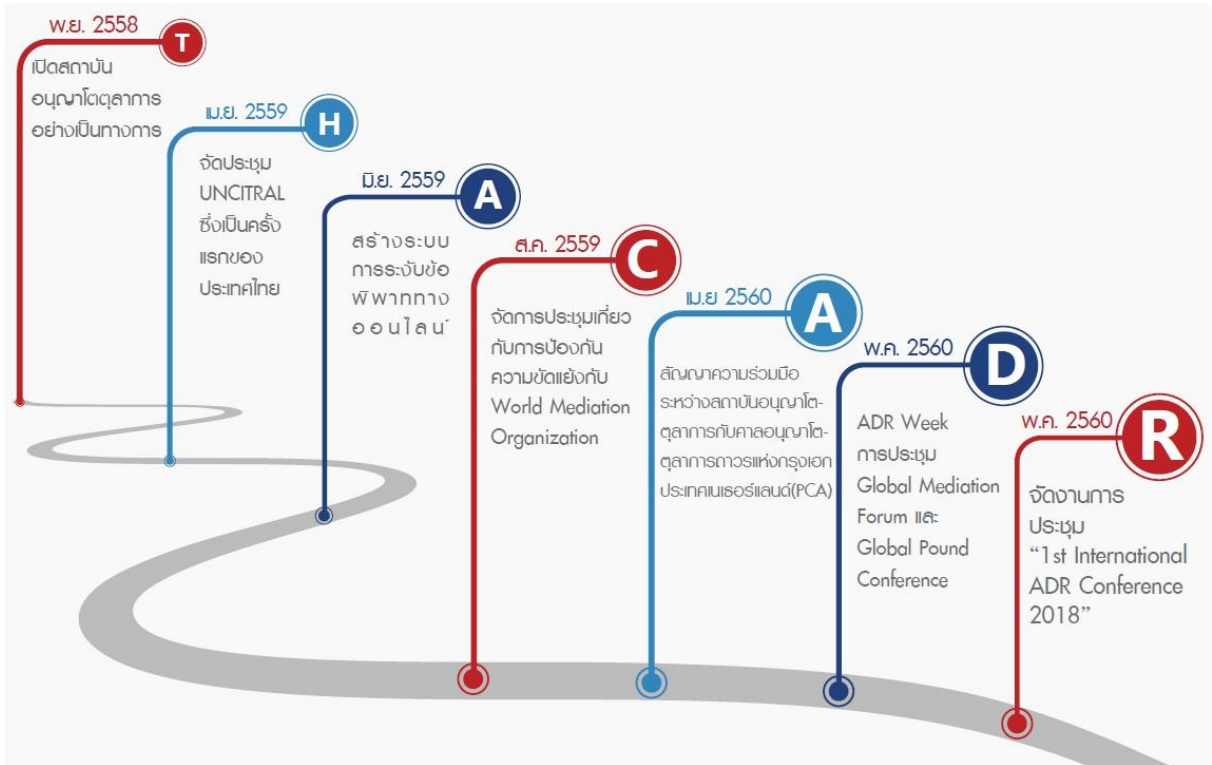 พ.ย. 2558
T
เปิดสถาบัน
อนุญาโตตุลาการ
อย่างเป็นทางการ
เม.ย. 2559
H
จัดประชุม
UNCITRAL
ซึ่งเป็นครั้ง
แรกของ
ประเทศไทย
มิ.ย. 2559
A
สร้างระบบ
การระงับข้อ
พิพาททาง
ออนไลน์
ส.ค. 2559
C
จัดการประชุมเกี่ยว
กับการป้องกัน
ความขัดแย้งกับ
World Mediation
Organization
เม.ย 2560
A
สัญญาความร่วมมือ
ระหว่างสถาบันอนุญาโต-
ตุลาการกับศาลอนุญาโต-
ตุลาการถาวรแห่งกรุงเฮก
ประเทศเนเธอร์แลนด์(PCA)
พ.ค. 2560
D
ADR Week
การประชุม
Global Mediation
Forum และ
Global Pound
Conference
พ.ค. 2560
R
จัดงานการ
ประชุม
“1st International
ADR Conference
2018”